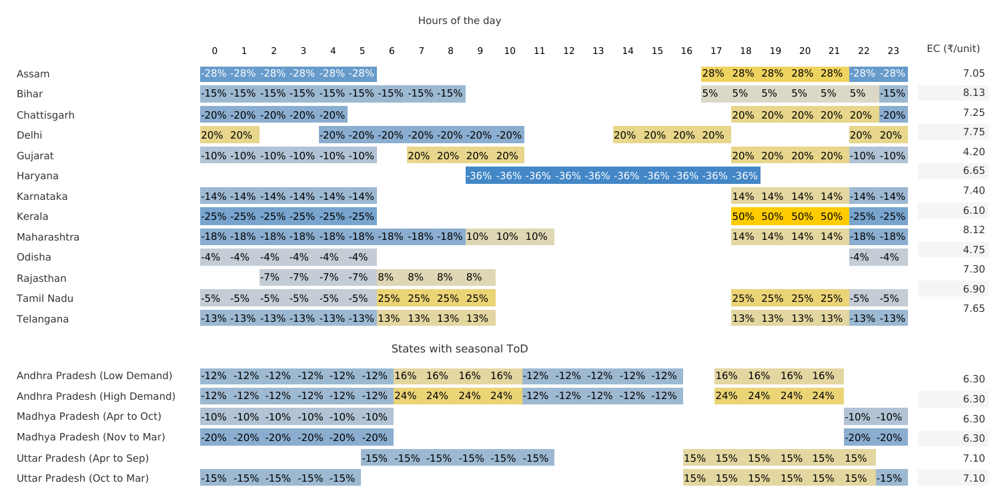 Hours of the day
0 1 2 3 4 5 6 7 8 9 10 11 12 13 14 15 16 17 18 19 20 21 22 23 EC (₹/unit)
Assam -28% -28% -28% -28% -28% -28% 28% 28% 28% 28% 28% -28% -28% 7.05
Bihar -15% -15% -15% -15% -15% -15% -15% -15% -15% 5% 5% 5% 5% 5% 5% -15% 8.13
Chattisgarh -20% -20% -20% -20% -20% 20% 20% 20% 20% 20% -20% 7.25
Delhi 20% 20% -20% -20% -20% -20% -20% -20% -20% 20% 20% 20% 20% 20% 20% 7.75
Gujarat -10% -10% -10% -10% -10% -10% 20% 20% 20% 20% 20% 20% 20% 20% -10% -10% 4.20
Haryana -36% -36% -36% -36% -36% -36% -36% -36% -36% -36% 6.65
Karnataka -14% -14% -14% -14% -14% -14% 14% 14% 14% 14% -14% -14% 7.40
Kerala -25% -25% -25% -25% -25% -25% 50% 50% 50% 50% -25% -25% 6.10
Maharashtra -18% -18% -18% -18% -18% -18% -18% -18% -18% 10% 10% 10% 14% 14% 14% 14% -18% -18% 8.12
Odisha -4% -4% -4% -4% -4% -4% -4% -4% 4.75
Rajasthan -7% -7% -7% -7% 8% 8% 8% 8% 7.30
Tamil Nadu -5% -5% -5% -5% -5% -5% 25% 25% 25% 25% 25% 25% 25% 25% -5% -5% 6.90
Telangana -13% -13% -13% -13% -13% -13% 13% 13% 13% 13% 13% 13% 13% 13% -13% -13% 7.65
States with seasonal ToD
Andhra Pradesh (Low Demand) -12% -12% -12% -12% -12% -12% 16% 16% 16% 16% -12% -12% -12% -12% -12% 16% 16% 16% 16% 6.30
Andhra Pradesh (High Demand) -12% -12% -12% -12% -12% -12% 24% 24% 24% 24% -12% -12% -12% -12% -12% 24% 24% 24% 24% 6.30
Madhya Pradesh (Apr to Oct) -10% -10% -10% -10% -10% -10% -10% -10% 6.30
Madhya Pradesh (Nov to Mar) -20% -20% -20% -20% -20% -20% -20% -20% 6.30
Uttar Pradesh (Apr to Sep) -15% -15% -15% -15% -15% -15% 15% 15% 15% 15% 15% 15% 7.10
Uttar Pradesh (Oct to Mar) -15% -15% -15% -15% -15% 15% 15% 15% 15% 15% 15% -15% 7.10